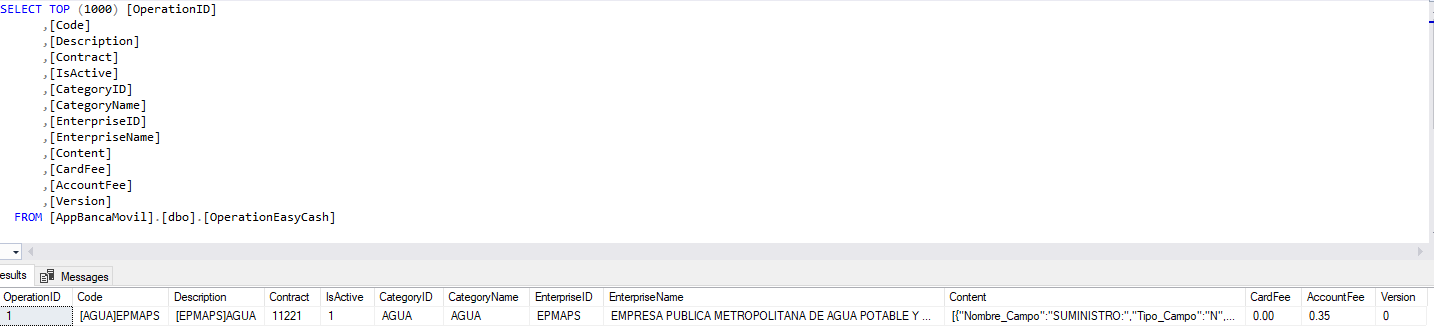 SELECT TOP (1000) [OperationID]
,[Code]
,[Description]
,[Contract]
,[IsActive]
,[CategoryID]
,[CategoryName]
,[EnterpriseID]
,[EnterpriseName]
,[Content]
,[CardFee]
,[AccountFee]
,[Version]
FROM [AppBancaMovil].[dbo].[OperationEasyCash]
esults Messages
OperationID Code Description Contract IsActive CategoryID CategoryName EnterpriseID EnterpriseName Content CardFee AccountFee Version
1 [AGUA]EPMAPS [EPMAPS]AGUA 11221 1 AGUA AGUA EPMAPS EMPRESA PUBLICA METROPOLITANA DE AGUA POTABLE Y ... [{"Nombre_Campo":"SUMINISTRO:","Tipo_Campo":"N",... 0.00 0.35 0